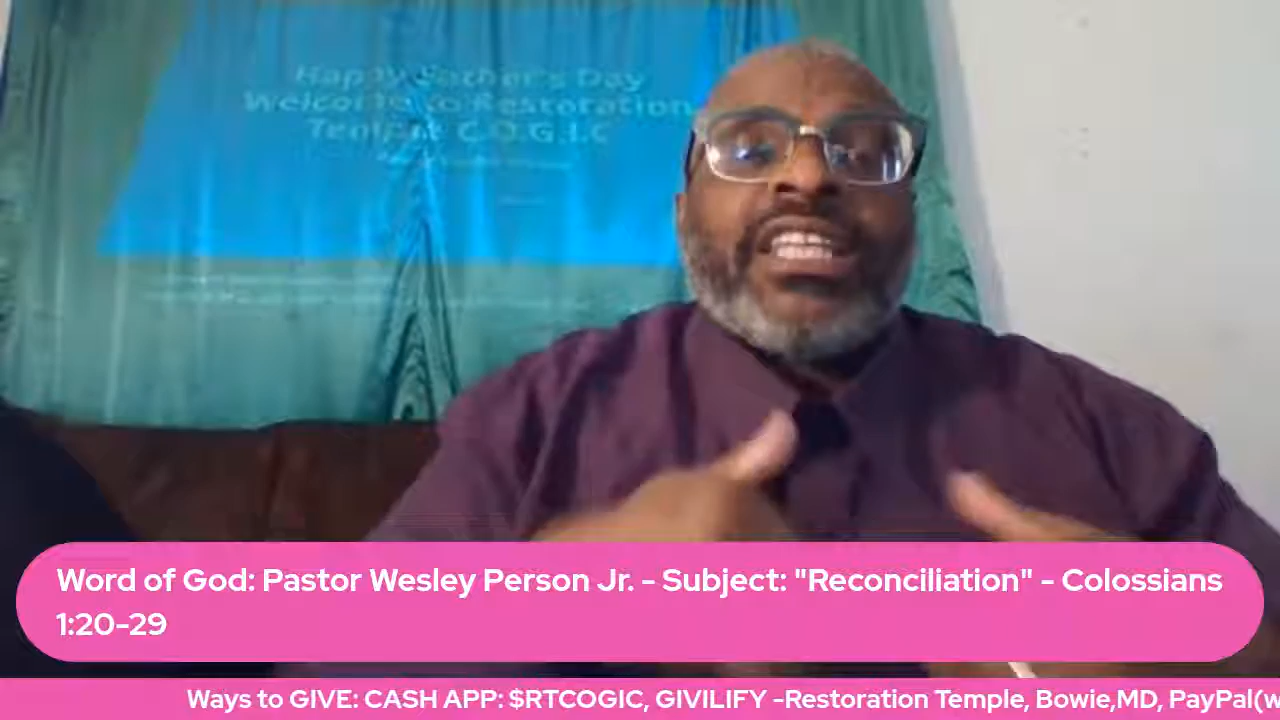 Happy Father's Day
Welcome to Restoration
Temple C.O.G.I.C
Word of God: Pastor Wesley Person Jr. - Subject: "Reconciliation" - Colossians
1:20-29
Ways to GIVE: CASH APP: $RTCOGIC, GIVILIFY -Restoration Temple, Bowie,MD, PayPal(w